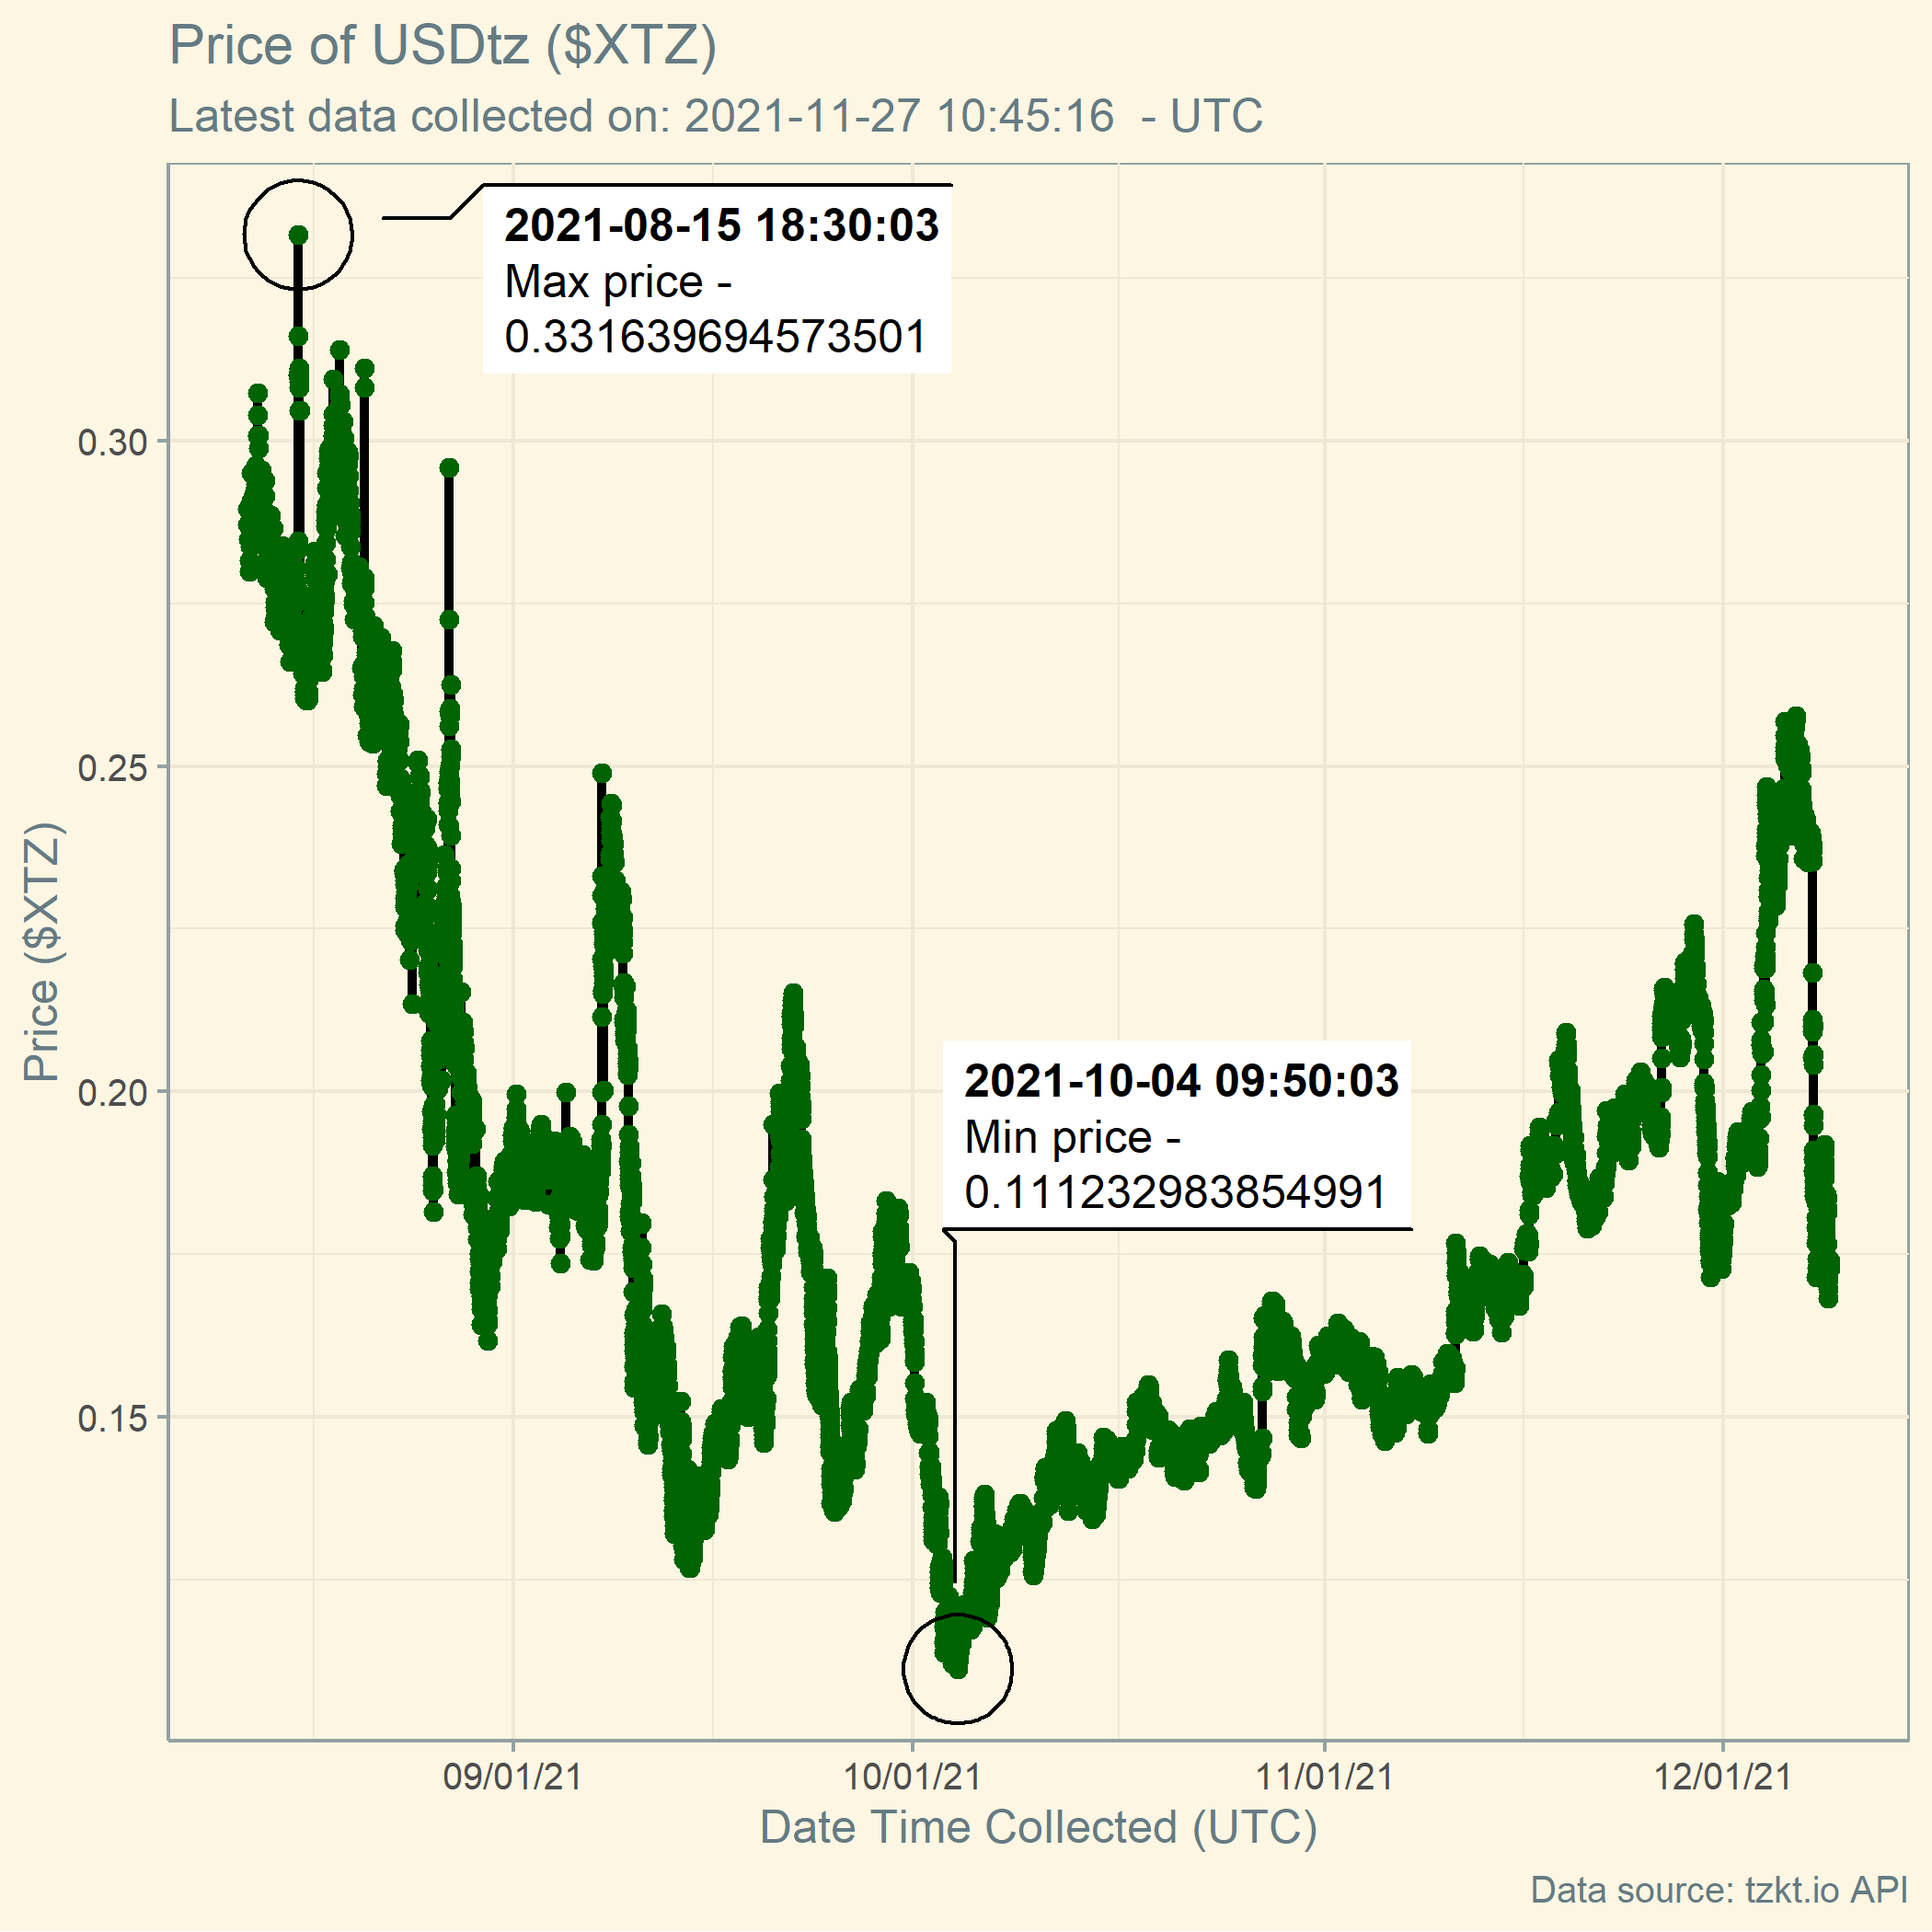 Price of USDtz ($XTZ)
Latest data collected on: 2021-11-27 10:45:16 - UTC
2021-08-15 18:30:03
Max price -
0.331639694573501
0.30
0.25
0.20
0.15
Price ($XTZ)
2021-10-04 09:50:03
Min price -
0.111232983854991
09/01/21
10/01/21
11/01/21
12/01/21
Date Time Collected (UTC)
Data source: tzkt.io API